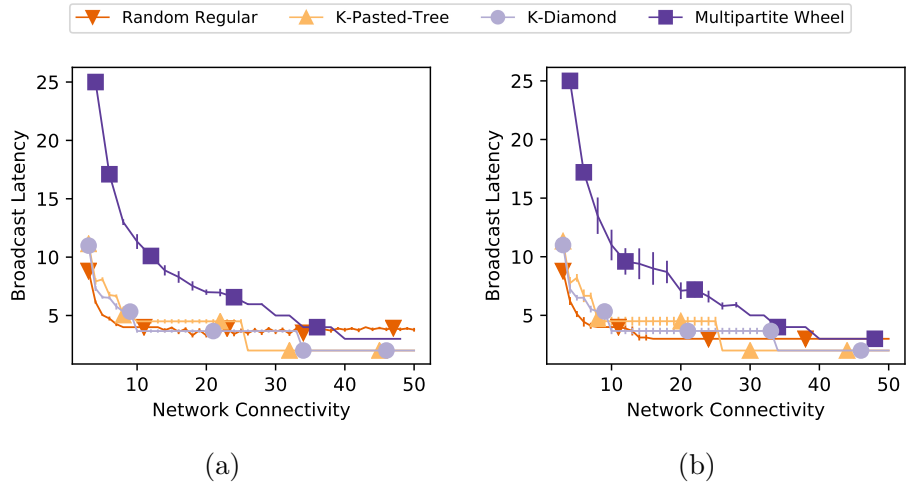 Random Regular K-Pasted-Tree K-Diamond Multipartite Wheel
25
20
15
10
5
Broadcast Latency
10 20 30 40 50
Network Connectivity
(a)
25
20
15
10
5
Broadcast Latency
10 20 30 40 50
Network Connectivity
(b)